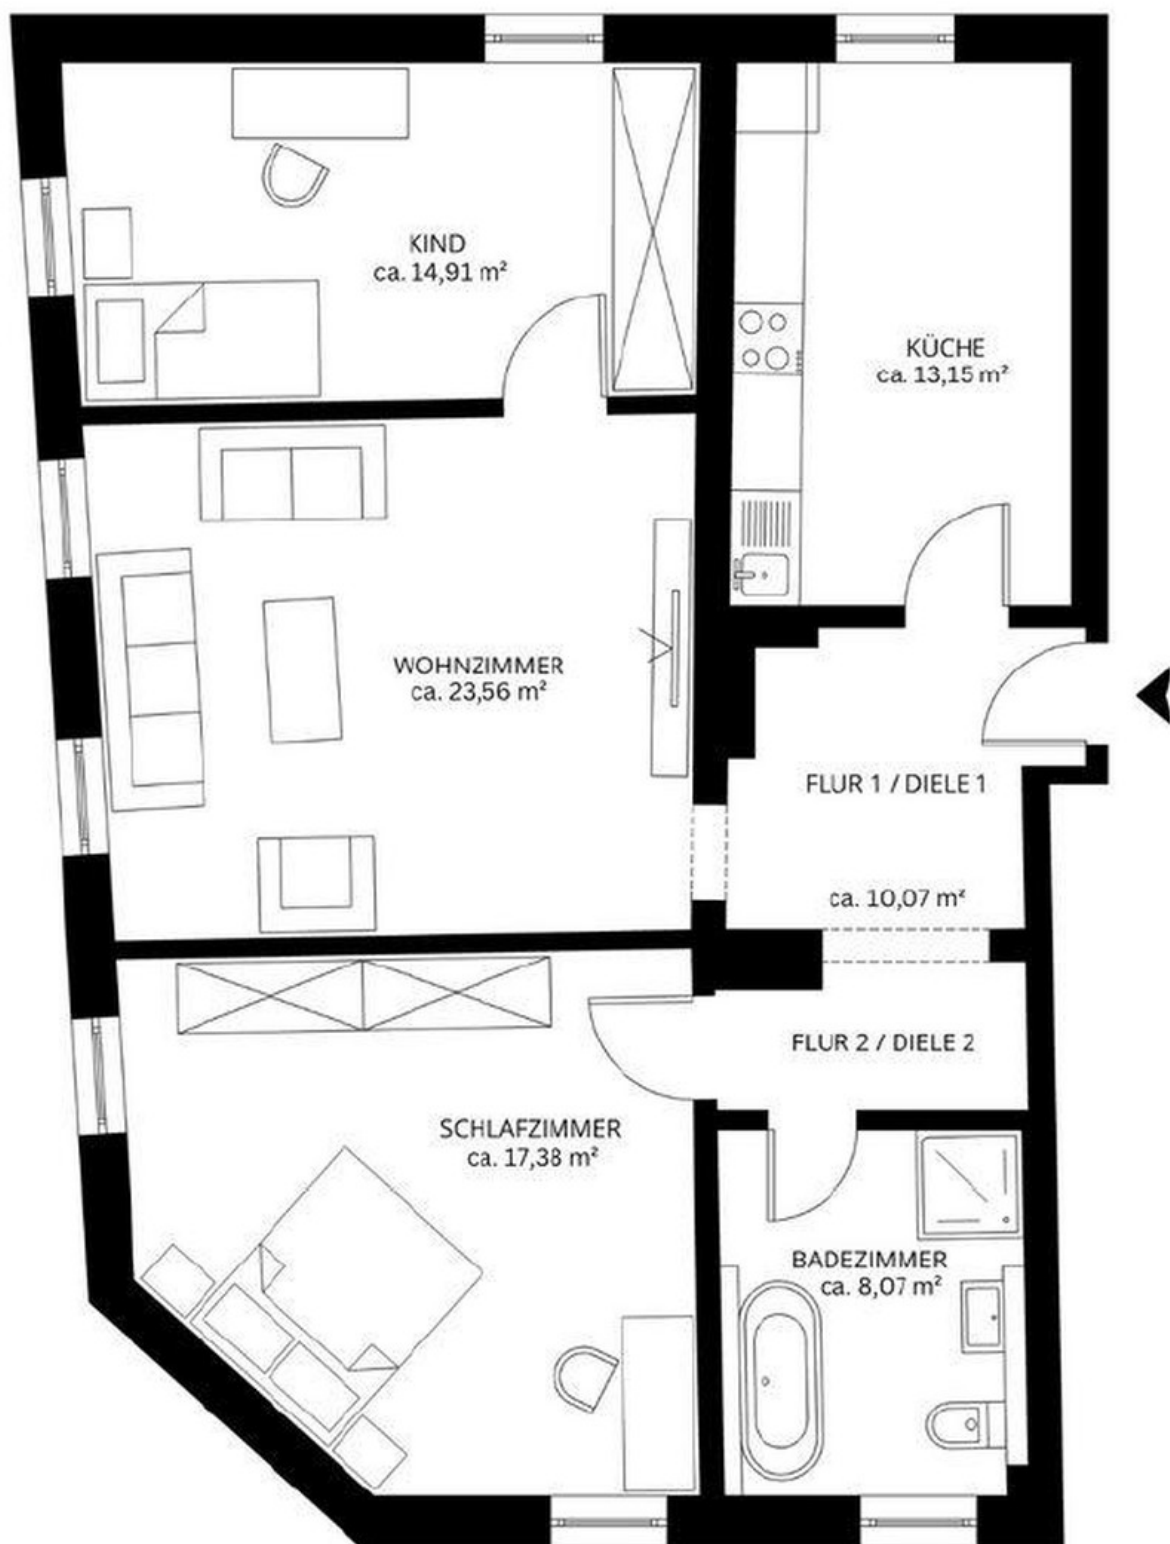 KIND
ca. 14,91 m²
KÜCHE
ca. 13,15 m²
WOHNZIMMER
ca. 23,56 m²
FLUR 1 / DIELE 1
ca. 10,07 m²
FLUR 2 / DIELE 2
SCHLAFZIMMER
ca. 17,38 m²
BADEZIMMER
ca. 8,07 m²